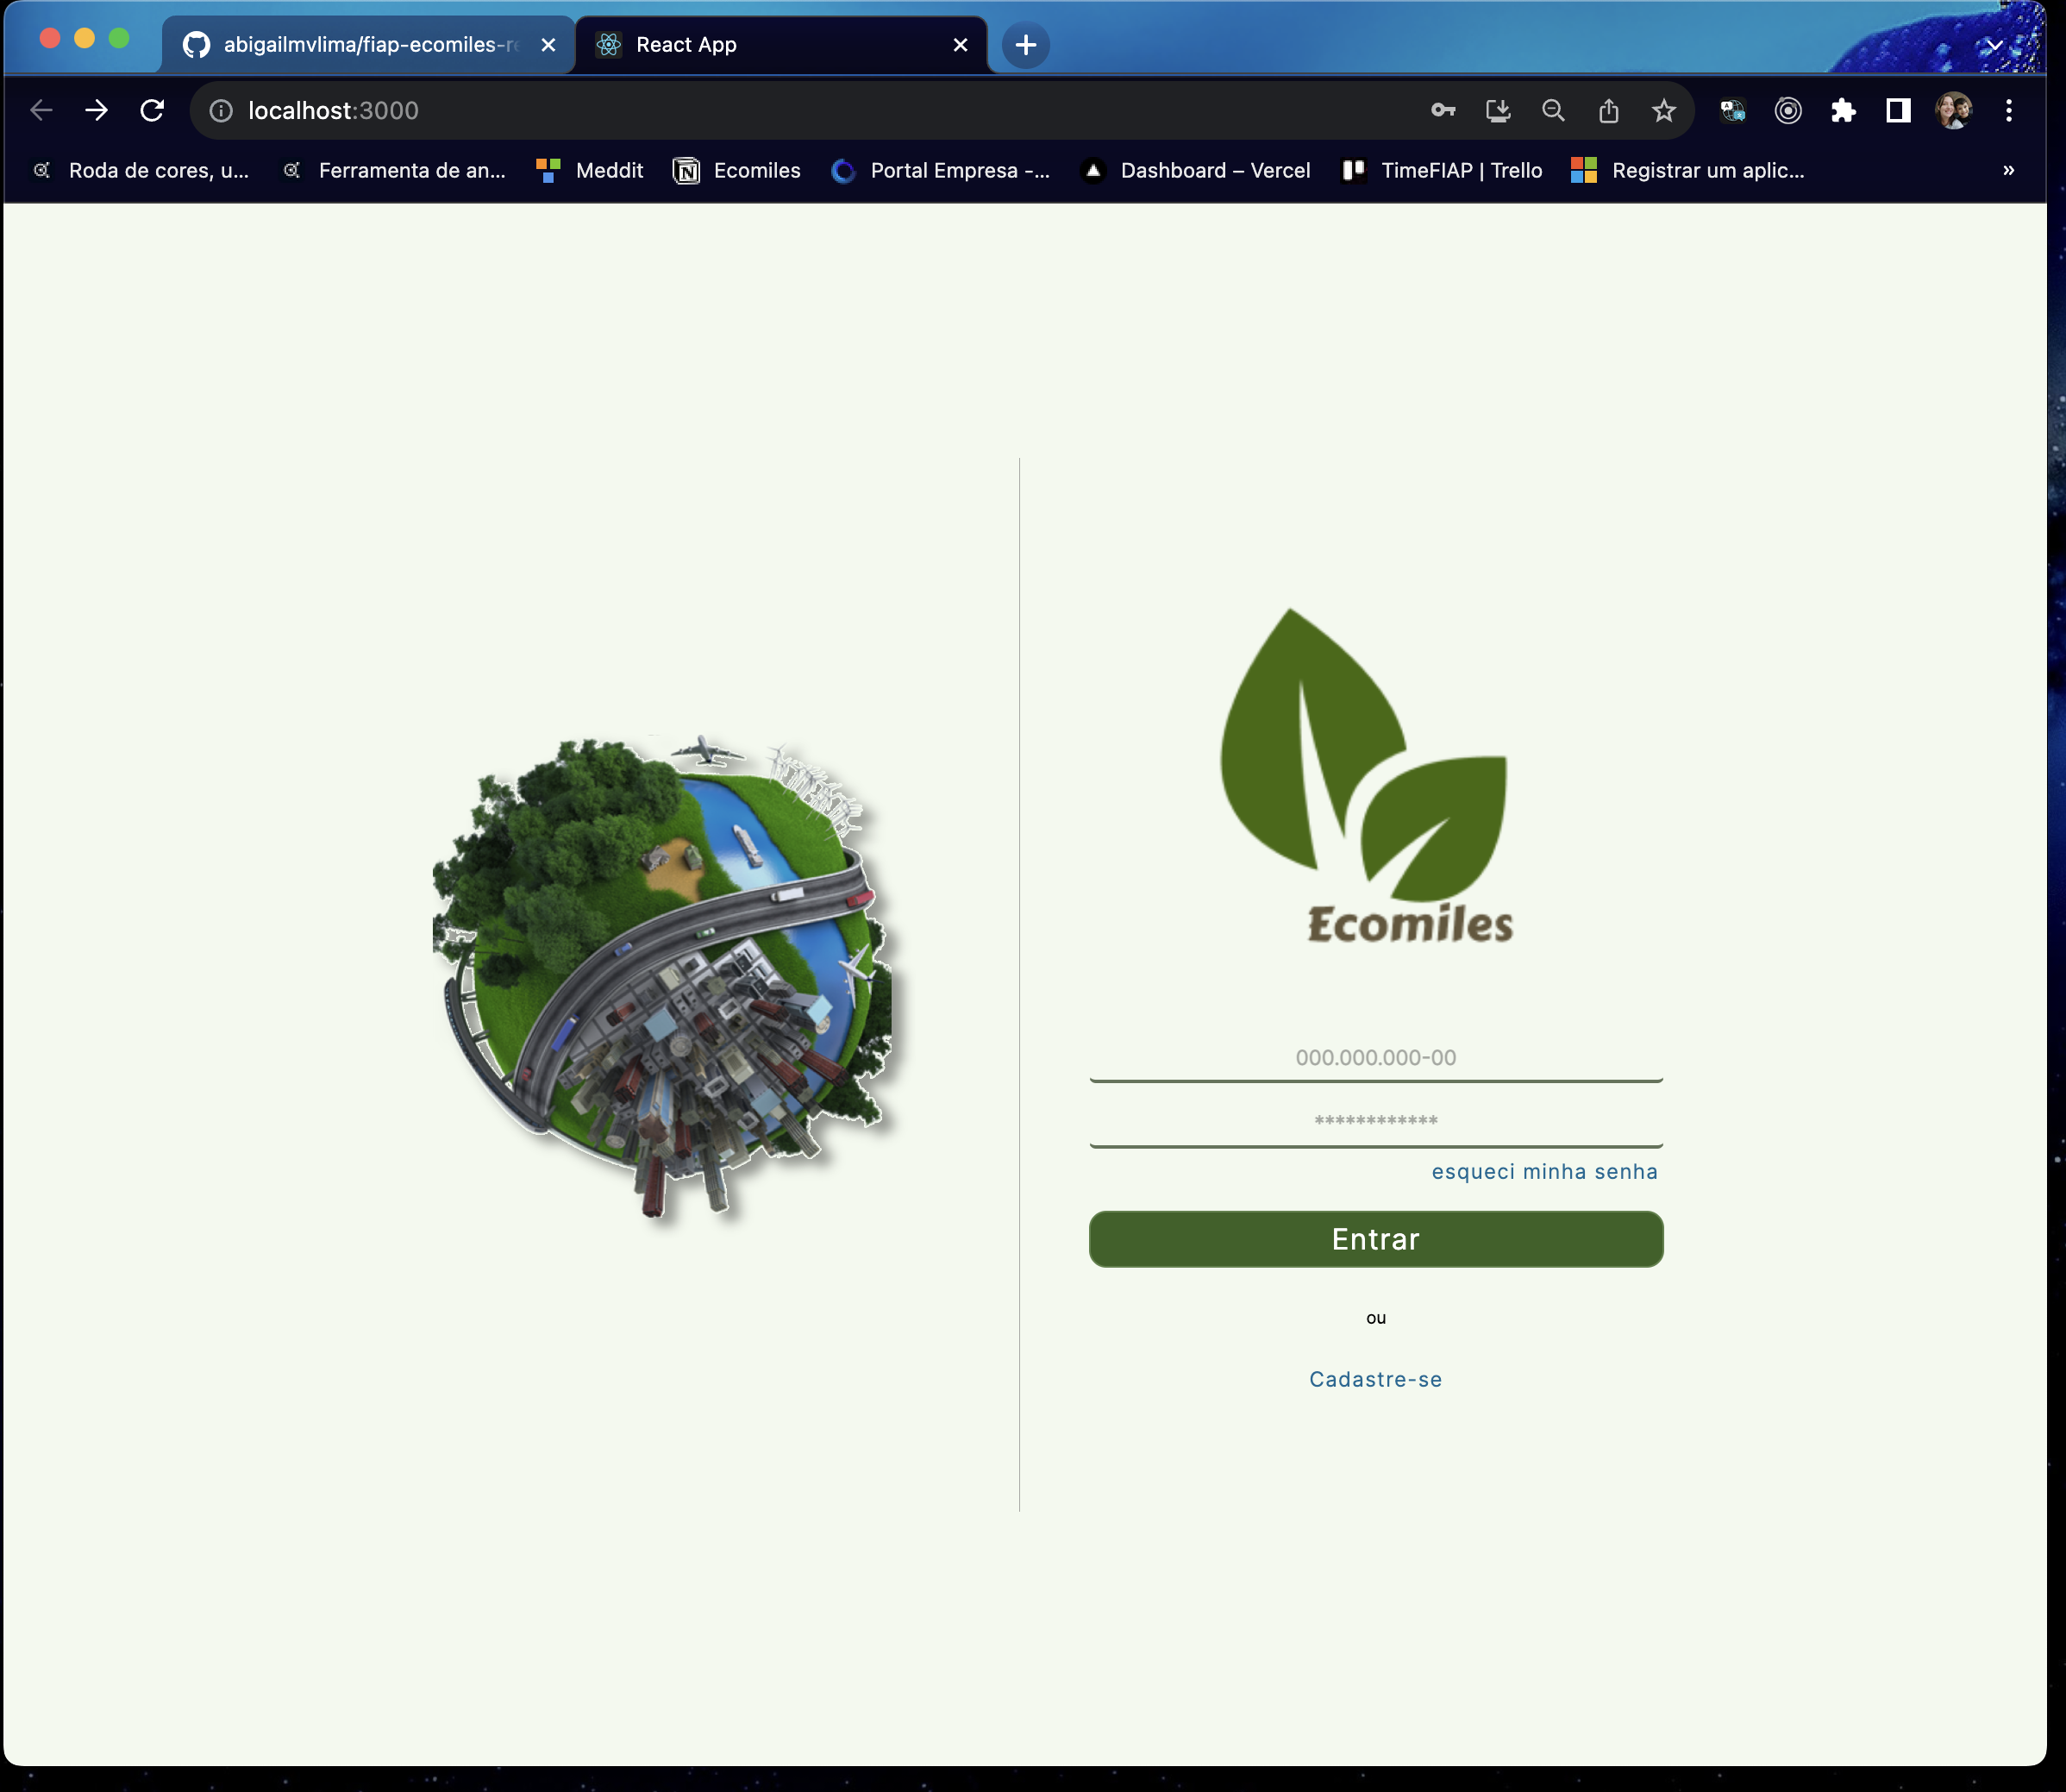 abigailmvlima/fiap-ecomiles-re
React App
localhost:3000
Roda de cores, u...
Ferramenta de an...
Meddit
Ecomiles
Portal Empresa -...
Dashboard – Vercel
TimeFIAP | Trello
Registrar um aplic...
»
Ecomiles
000.000.000-00
************
esqueci minha senha
Entrar
ou
Cadastre-se